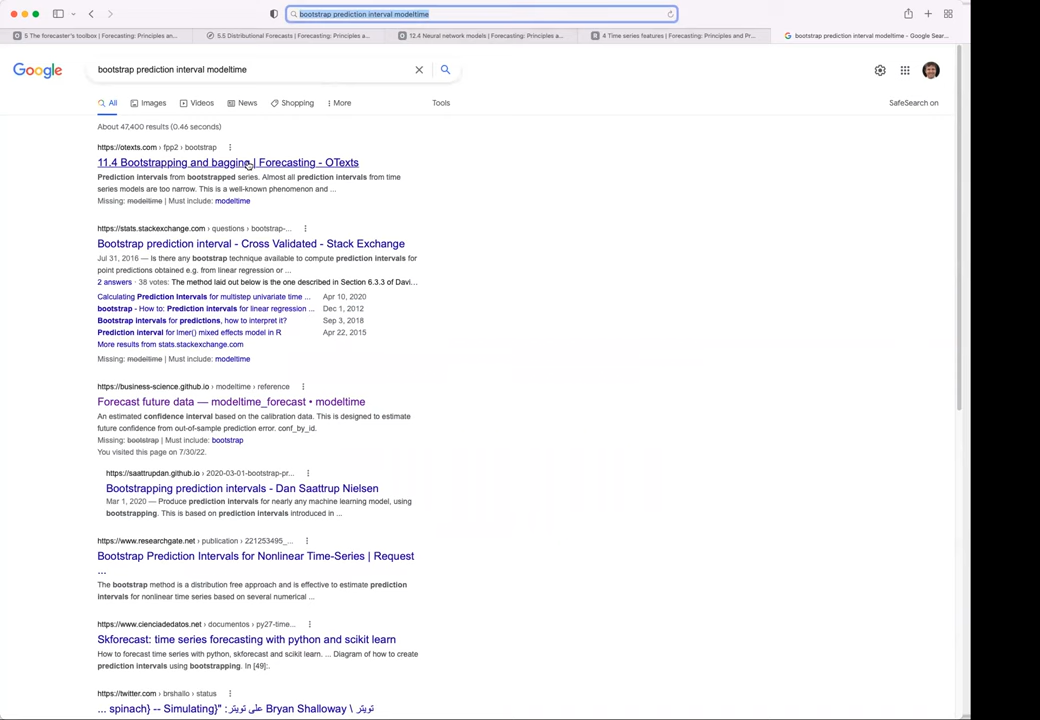 bootstrap prediction interval modeltime
5 The forecaster's toolbox | Forecasting: Principles an...
5.5 Distributional Forecasts | Forecasting: Principles a...
12.4 Neural network models | Forecasting: Principles a...
4 Time series features | Forecasting: Principles and Pr...
bootstrap prediction interval modeltime - Google Sear...
Google
bootstrap prediction interval modeltime
All Images Videos News Shopping More Tools SafeSearch on
About 47,400 results (0.46 seconds)
https://otexts.com › fpp2 › bootstrap
11.4 Bootstrapping and bagging | Forecasting - OTexts
Prediction intervals from bootstrapped series. Almost all prediction intervals from time
series models are too narrow. This is a well-known phenomenon and ...
Missing: modeltime | Must include: modeltime
https://stats.stackexchange.com › questions › bootstrap-...
Bootstrap prediction interval - Cross Validated - Stack Exchange
Jul 31, 2016 — Is there any bootstrap technique available to compute prediction intervals for
point predictions obtained e.g. from linear regression or ...
2 answers · 38 votes: The method laid out below is the one described in Section 6.3.3 of Davi...
Calculating Prediction Intervals for multistep univariate time ... Apr 10, 2020
bootstrap - How to: Prediction intervals for linear regression ... Dec 1, 2012
Bootstrap intervals for predictions, how to interpret it? Sep 3, 2018
Prediction interval for lmer() mixed effects model in R Apr 22, 2015
More results from stats.stackexchange.com
Missing: modeltime | Must include: modeltime
https://business-science.github.io › modeltime › reference
Forecast future data — modeltime_forecast • modeltime
An estimated confidence interval based on the calibration data. This is designed to estimate
future confidence from out-of-sample prediction error. conf_by_id.
Missing: bootstrap | Must include: bootstrap
You visited this page on 7/30/22.
https://saattrupdan.github.io › 2020-03-01-bootstrap-pr...
Bootstrapping prediction intervals - Dan Saattrup Nielsen
Mar 1, 2020 — Produce prediction intervals for nearly any machine learning model, using
bootstrapping. This is based on prediction intervals introduced in ...
https://www.researchgate.net › publication › 221253495_...
Bootstrap Prediction Intervals for Nonlinear Time-Series | Request
...
The bootstrap method is a distribution free approach and is effective to estimate prediction
intervals for nonlinear time series based on several numerical ...
https://www.cienciadedatos.net › documentos › py27-time...
Skforecast: time series forecasting with python and scikit learn
How to forecast time series with python, skforecast and scikit learn. ... Diagram of how to create
prediction intervals using bootstrapping. In [49]:.
https://twitter.com › brshallo › status
... spinach} -- Simulating}" :تويتر \ Bryan Shalloway على تويتر